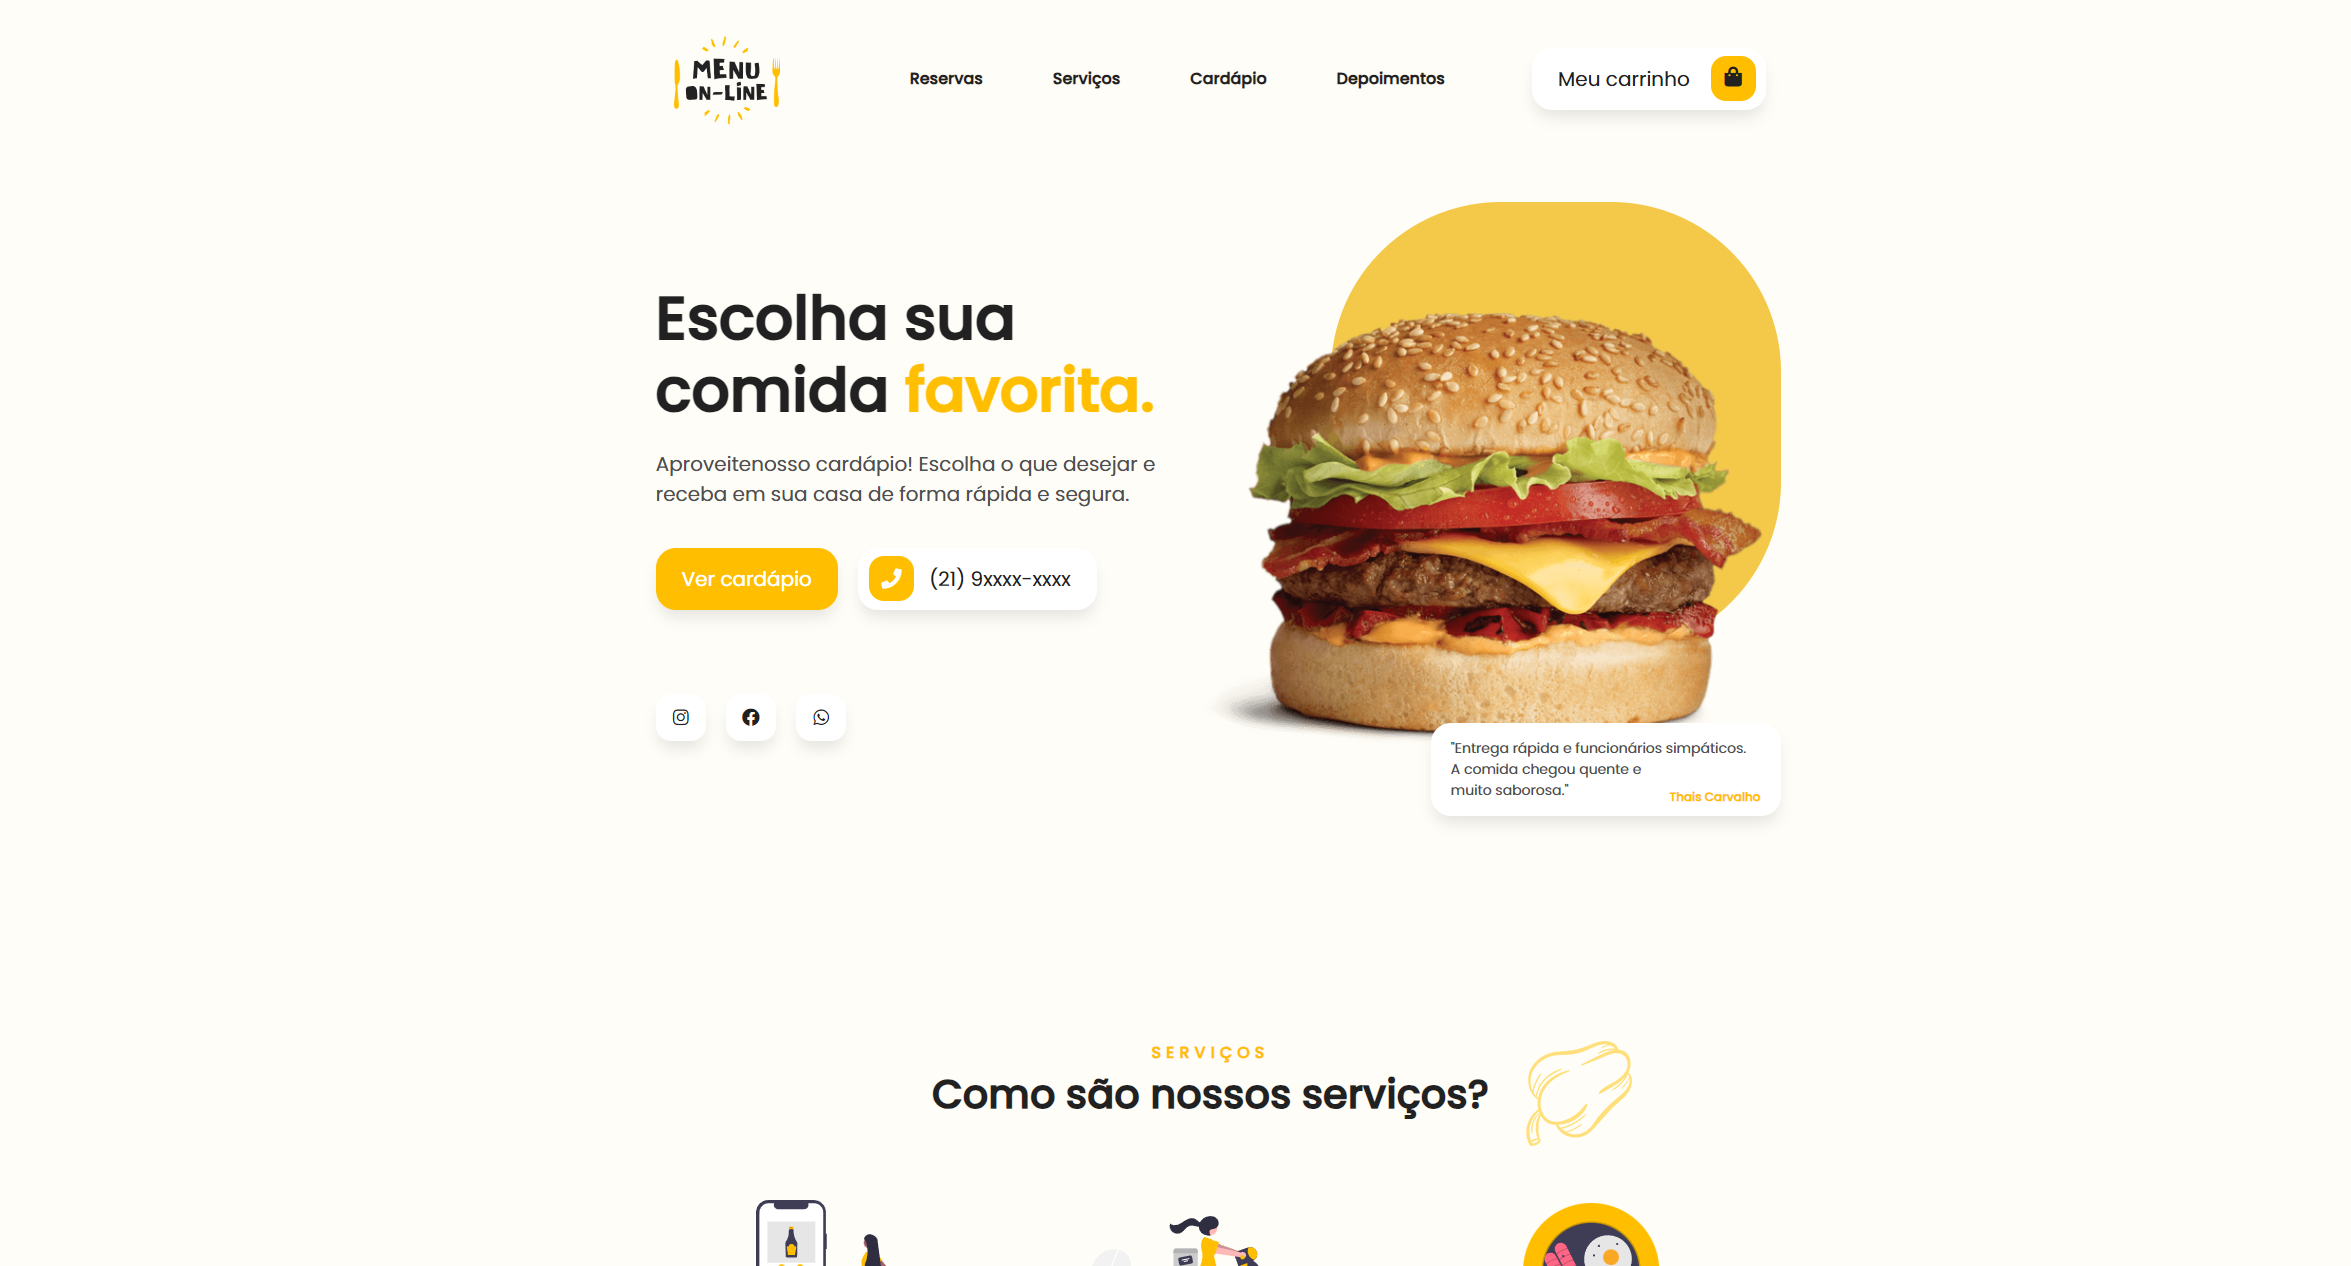 MENU
ON-LINE
Reservas
Serviços
Cardápio
Depoimentos
Meu carrinho
Escolha sua
comida favorita.
Aproveitenosso cardápio! Escolha o que desejar e
receba em sua casa de forma rápida e segura.
Ver cardápio
(21) 9xxxx-xxxx
"Entrega rápida e funcionários simpáticos.
A comida chegou quente e
muito saborosa."
Thais Carvalho
SERVIÇOS
Como são nossos serviços?